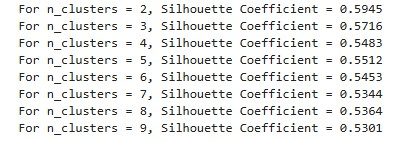 For n_clusters = 2, Silhouette Coefficient = 0.5945
For n_clusters = 3, Silhouette Coefficient = 0.5716
For n_clusters = 4, Silhouette Coefficient = 0.5483
For n_clusters = 5, Silhouette Coefficient = 0.5512
For n_clusters = 6, Silhouette Coefficient = 0.5453
For n_clusters = 7, Silhouette Coefficient = 0.5344
For n_clusters = 8, Silhouette Coefficient = 0.5364
For n_clusters = 9, Silhouette Coefficient = 0.5301